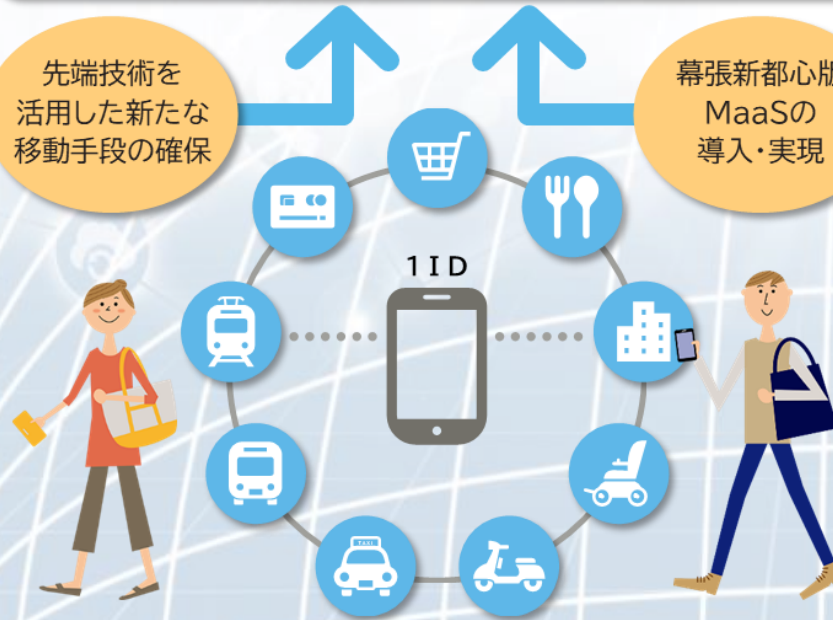 先端技術を
活用した新たな
移動手段の確保
幕張新都心版
MaaSの
導入・実現
1ID
TAXI